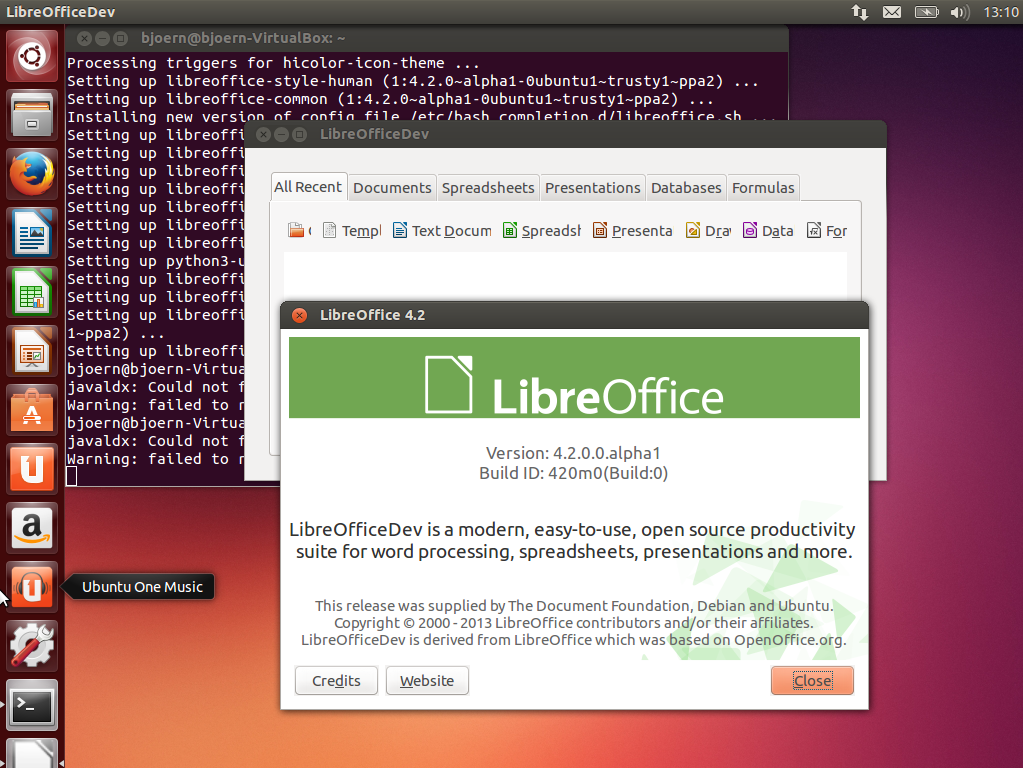 LibreOfficeDev
13:10
bjoern@bjoern-VirtualBox: ~
Processing triggers for hicolor-icon-theme ...
Setting up libreoffice-style-human (1:4.2.0~alpha1-0ubuntu1~trusty1~ppa2) ...
Setting up libreoffice-common (1:4.2.0~alpha1-0ubuntu1~trusty1~ppa2) ...
Installing new version of config file /etc/bash_completion.d/libreoffice.sh ...
Setting up libreoffi
Setting up libreoffi
Setting up libreoffi
Setting up libreoffi
Setting up libreoffi
Setting up libreoffi
Setting up libreoffi
Setting up python3-u
Setting up libreoffi
Setting up libreoffi
Setting up libreoffi
1~ppa2) ...
Setting up libreoffi
bjoern@bjoern-Virtua
javaldx: Could not f
Warning: failed to r
bjoern@bjoern-Virtua
javaldx: Could not f
Warning: failed to r
LibreOfficeDev
All Recent Documents Spreadsheets Presentations Databases Formulas
Templ Text Docum Spreadsh Presenta Dra Data For
LibreOffice 4.2
LibreOffice
Version: 4.2.0.0.alpha1
Build ID: 420m0(Build:0)
LibreOfficeDev is a modern, easy-to-use, open source productivity
suite for word processing, spreadsheets, presentations and more.
This release was supplied by The Document Foundation, Debian and Ubuntu.
Copyright © 2000 - 2013 LibreOffice contributors and/or their affiliates.
LibreOfficeDev is derived from LibreOffice which was based on OpenOffice.org.
Credits Website Close
Ubuntu One Music